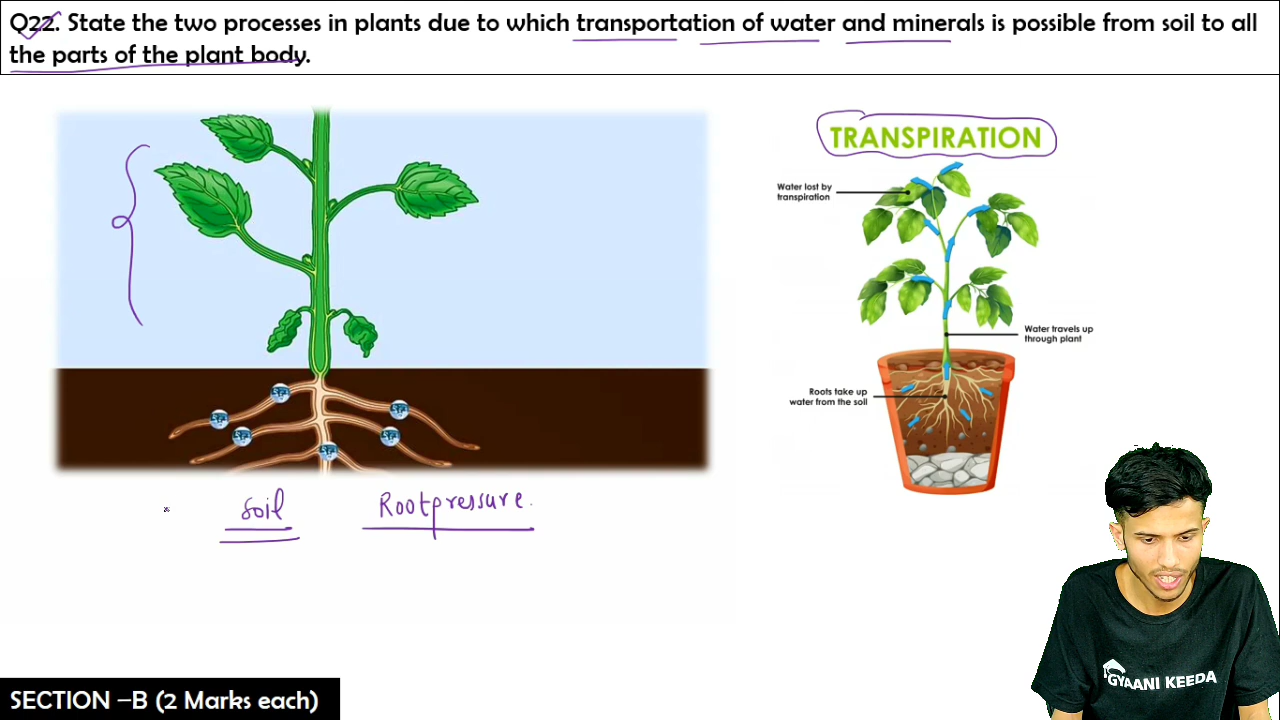 Q22. State the two processes in plants due to which transportation of water and minerals is possible from soil to all
the parts of the plant body.
TRANSPIRATION
Water lost by
transpiration
Water travels up
through plant
Roots take up
water from the soil
Soil
Rootpressure.
GYAANI KEEDA
SECTION –B (2 Marks each)